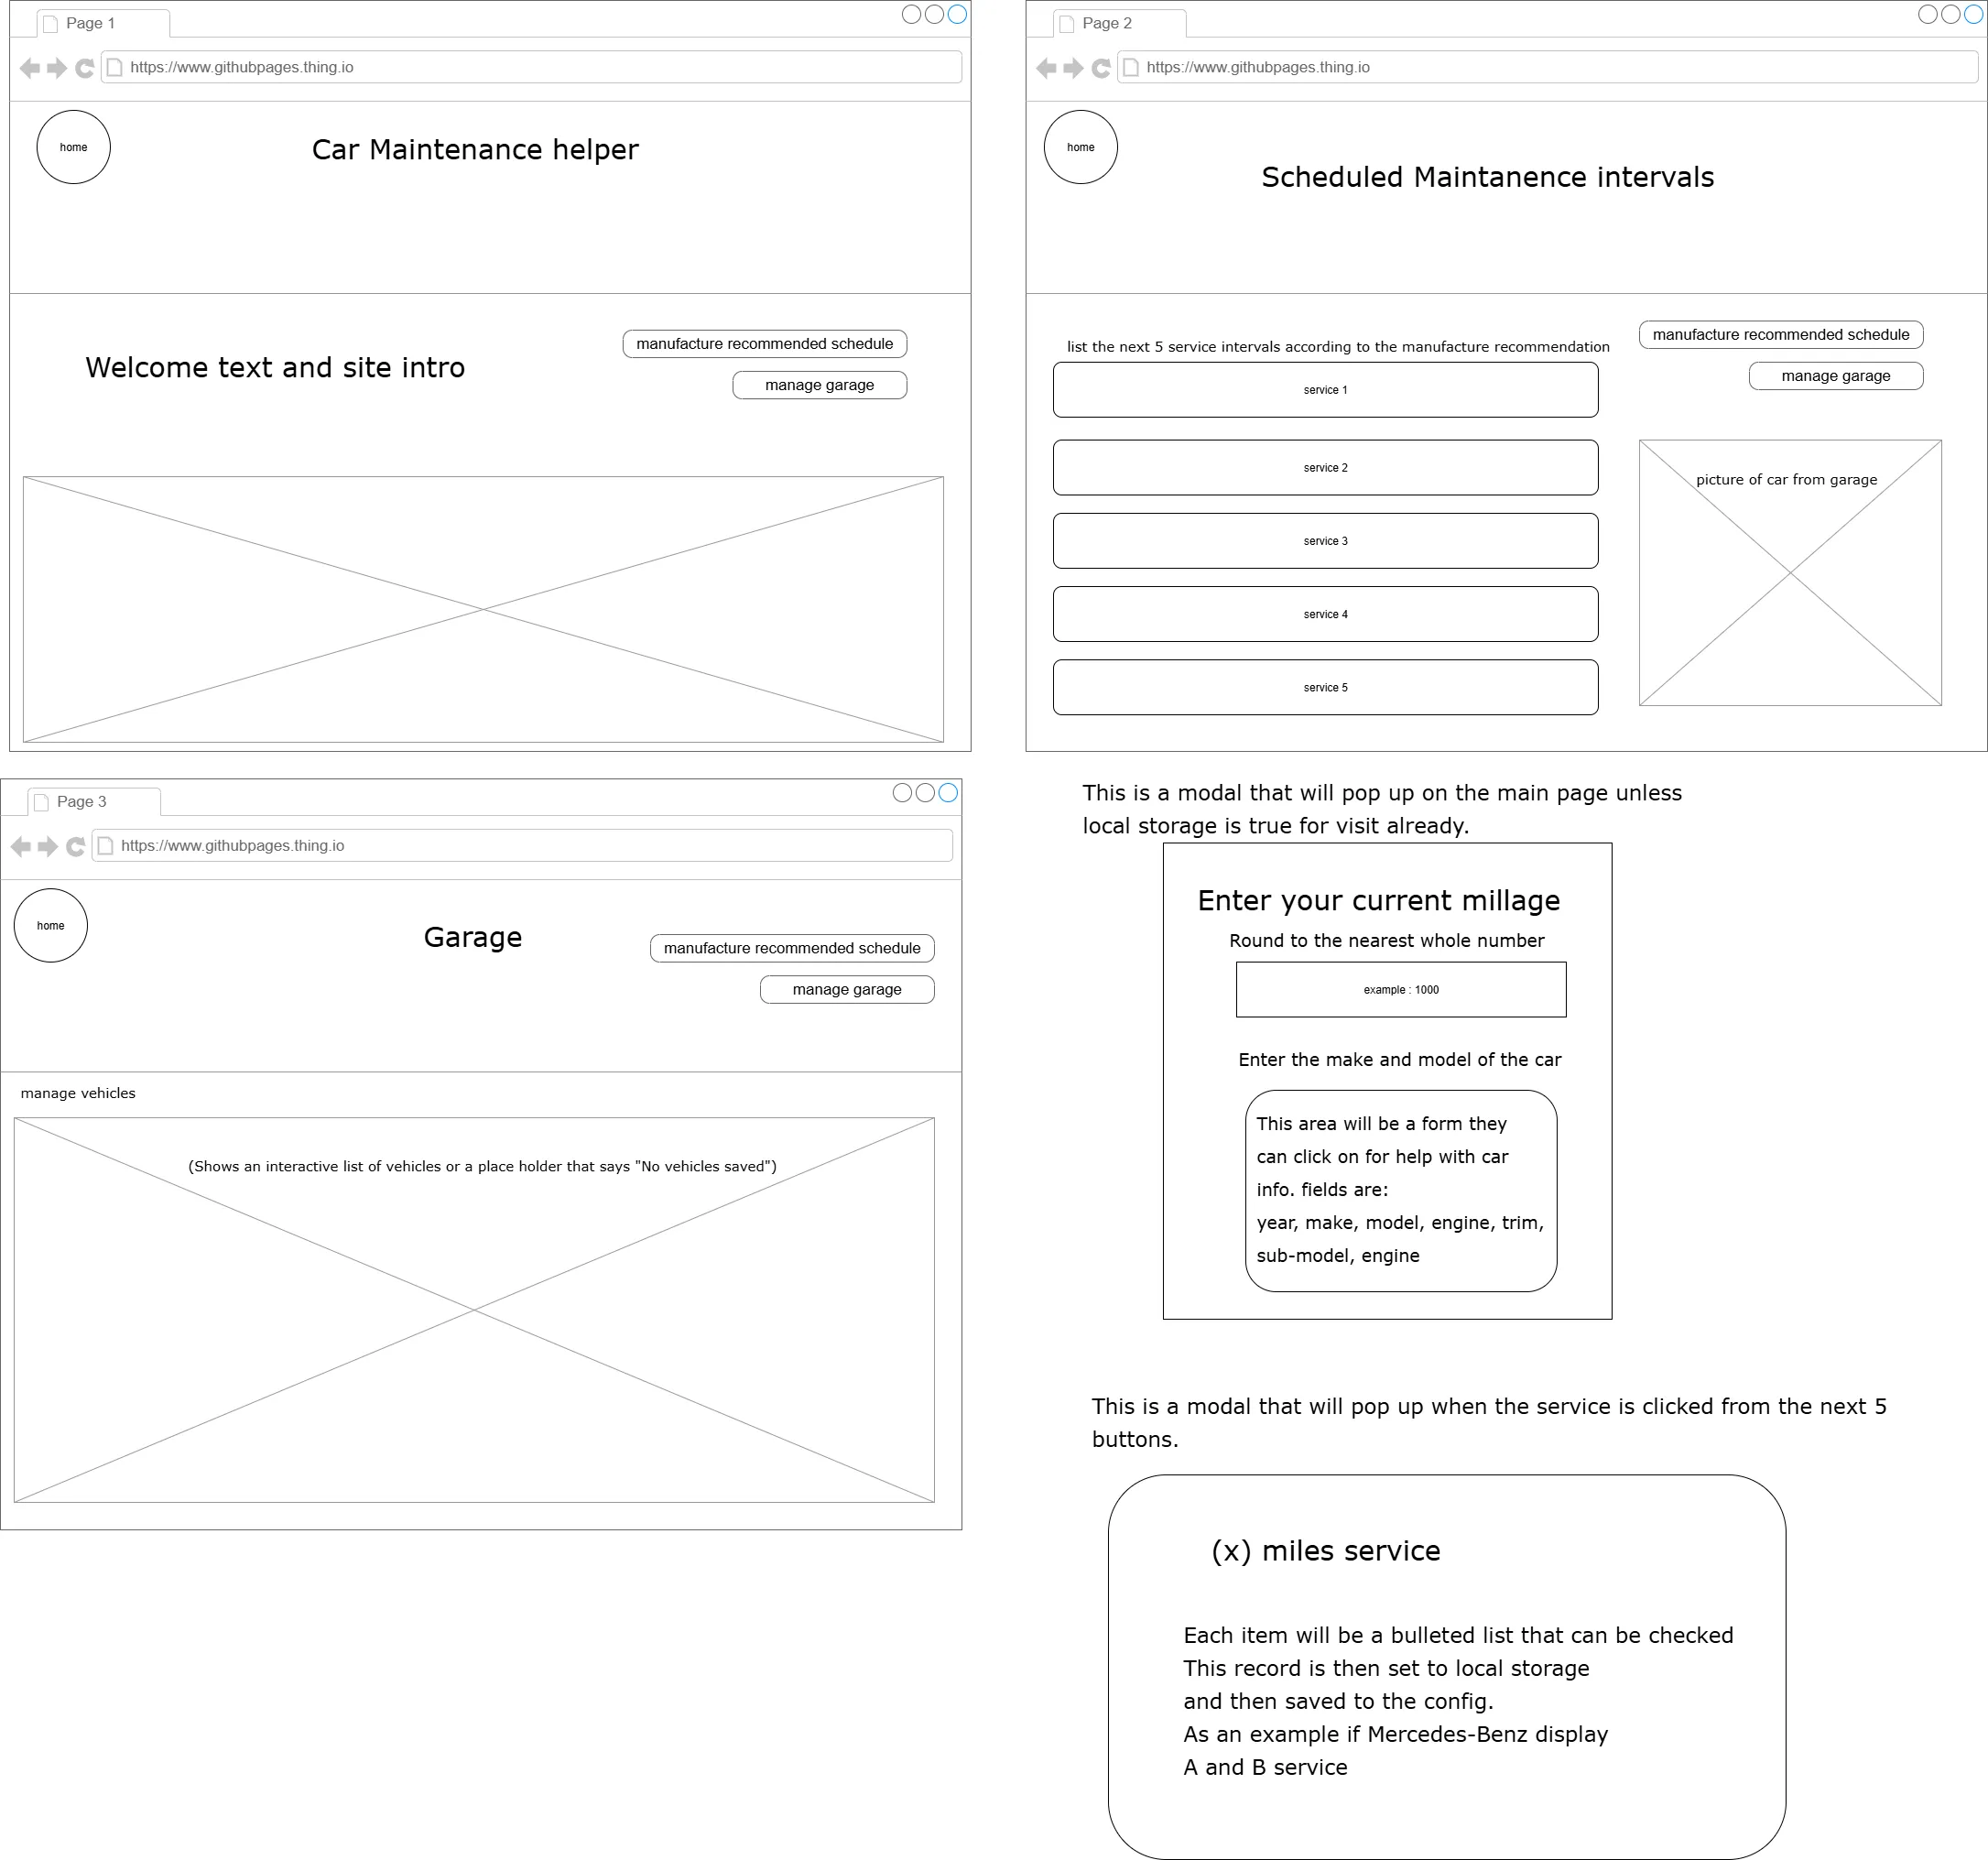 Page 1
https://www.githubpages.thing.io
home
Car Maintenance helper
Welcome text and site intro
manufacture recommended schedule
manage garage
Page 2
https://www.githubpages.thing.io
home
Scheduled Maintanence intervals
list the next 5 service intervals according to the manufacture recommendation
manufacture recommended schedule
manage garage
service 1
service 2
service 3
service 4
service 5
picture of car from garage
Page 3
https://www.githubpages.thing.io
home
Garage
manufacture recommended schedule
manage garage
manage vehicles
(Shows an interactive list of vehicles or a place holder that says "No vehicles saved")
This is a modal that will pop up on the main page unless
local storage is true for visit already.
Enter your current millage
Round to the nearest whole number
example : 1000
Enter the make and model of the car
This area will be a form they
can click on for help with car
info. fields are:
year, make, model, engine, trim,
sub-model, engine
This is a modal that will pop up when the service is clicked from the next 5
buttons.
(x) miles service
Each item will be a bulleted list that can be checked
This record is then set to local storage
and then saved to the config.
As an example if Mercedes-Benz display
A and B service